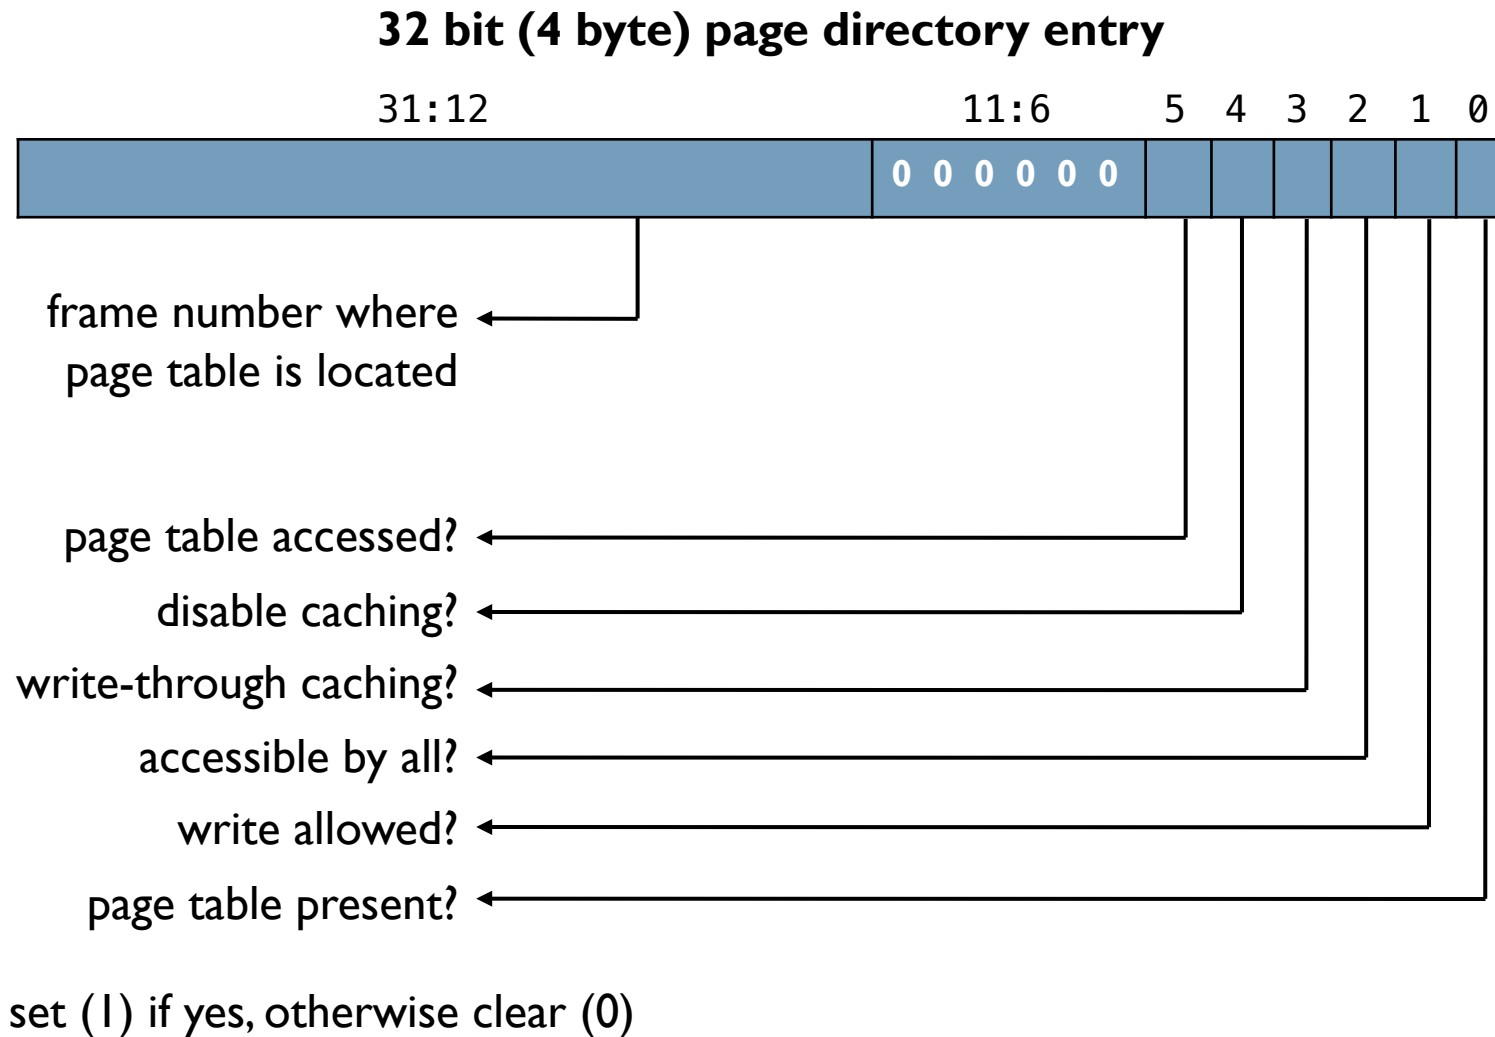 32 bit (4 byte) page directory entry
31:12 11:6 5 4 3 2 1 0
0 0 0 0 0 0
frame number where
page table is located
page table accessed?
disable caching?
write-through caching?
accessible by all?
write allowed?
page table present?
set (1) if yes, otherwise clear (0)